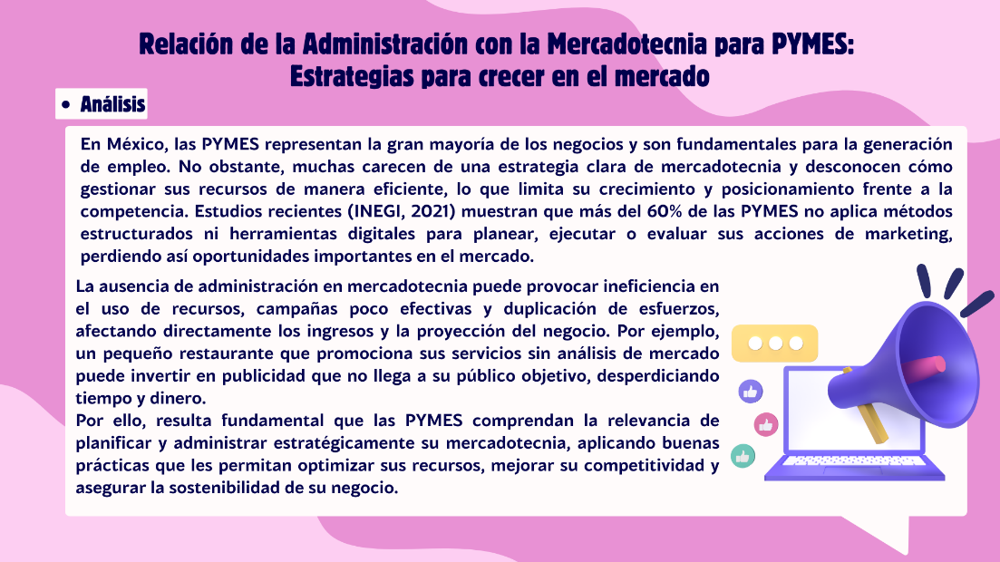 Relación de la Administración con la Mercadotecnia para PYMES:
Estrategias para crecer en el mercado
• Análisis
En México, las PYMES representan la gran mayoría de los negocios y son fundamentales para la generación
de empleo. No obstante, muchas carecen de una estrategia clara de mercadotecnia y desconocen cómo
gestionar sus recursos de manera eficiente, lo que limita su crecimiento y posicionamiento frente a la
competencia. Estudios recientes (INEGI, 2021) muestran que más del 60% de las PYMES no aplica métodos
estructurados ni herramientas digitales para planear, ejecutar o evaluar sus acciones de marketing,
perdiendo así oportunidades importantes en el mercado.
La ausencia de administración en mercadotecnia puede provocar ineficiencia en
el uso de recursos, campañas poco efectivas y duplicación de esfuerzos,
afectando directamente los ingresos y la proyección del negocio. Por ejemplo,
un pequeño restaurante que promociona sus servicios sin análisis de mercado
puede invertir en publicidad que no llega a su público objetivo, desperdiciando
tiempo y dinero.
Por ello, resulta fundamental que las PYMES comprendan la relevancia de
planificar y administrar estratégicamente su mercadotecnia, aplicando buenas
prácticas que les permitan optimizar sus recursos, mejorar su competitividad y
asegurar la sostenibilidad de su negocio.